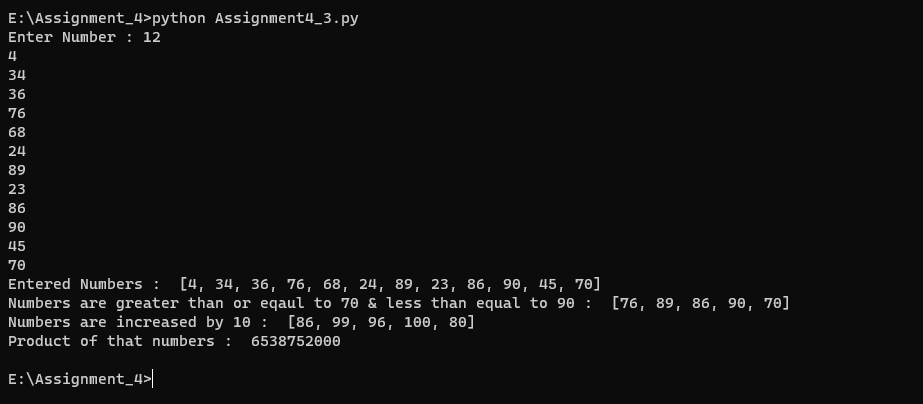 E:\Assignment_4>python Assignment4_3.py
Enter Number : 12
4
34
36
76
68
24
89
23
86
90
45
70
Entered Numbers :  [4, 34, 36, 76, 68, 24, 89, 23, 86, 90, 45, 70]
Numbers are greater than or eqaul to 70 & less than equal to 90 :  [76, 89, 86, 90, 70]
Numbers are increased by 10 :  [86, 99, 96, 100, 80]
Product of that numbers :  6538752000
E:\Assignment_4>